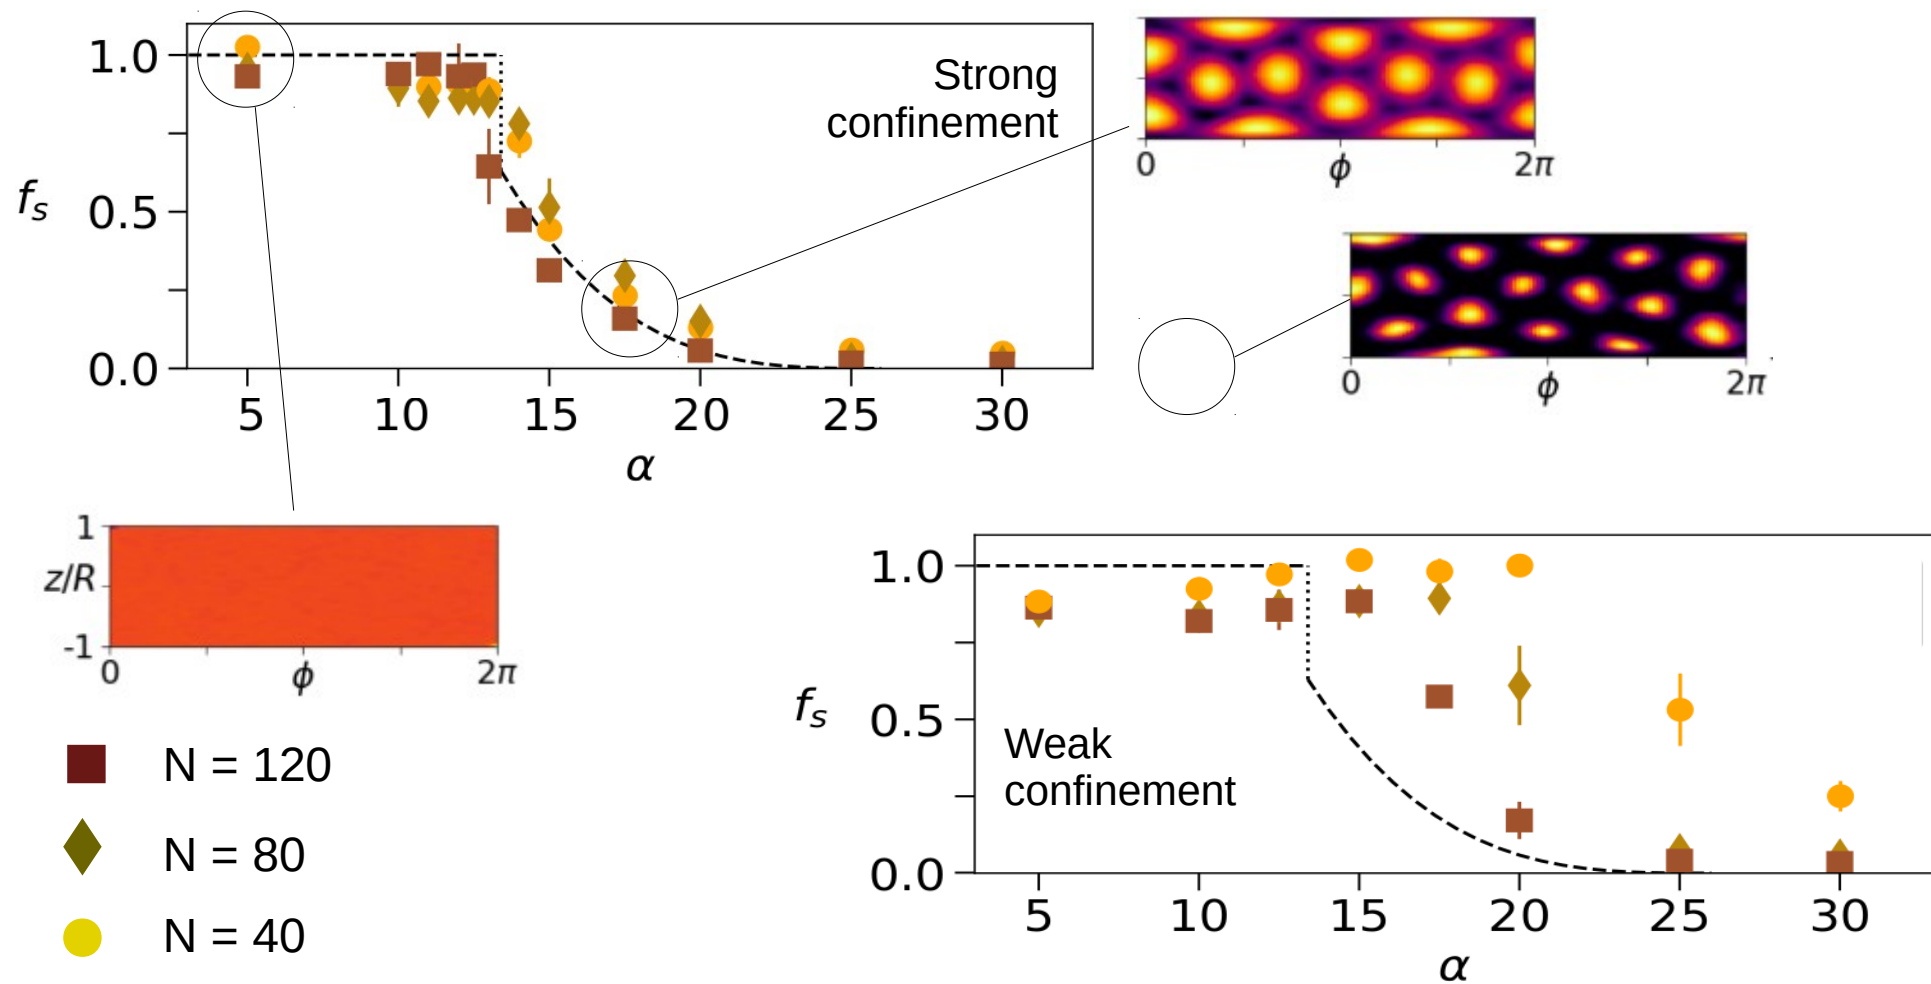 1.0
0.5
0.0
fs
5 10 15 20 25 30
α
Strong
confinement
0 ϕ 2π
0 ϕ 2π
1
z/R
-1
0 ϕ 2π
N = 120
N = 80
N = 40
1.0
0.5
0.0
fs
Weak
confinement
5 10 15 20 25 30
α